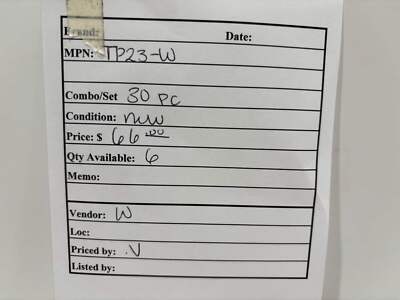 Brand: Date:
MPN: TP23-W
Combo/Set 30 pc
Condition: new
Price: $ 66.00
Qty Available: 6
Memo:
Vendor: W
Loc:
Priced by: .V
Listed by: